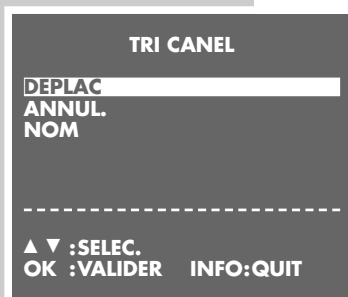 TRI CANEL
DEPLAC
ANNUL.
NOM
▲ ▼ :SELEC.
OK :VALIDER INFO:QUIT